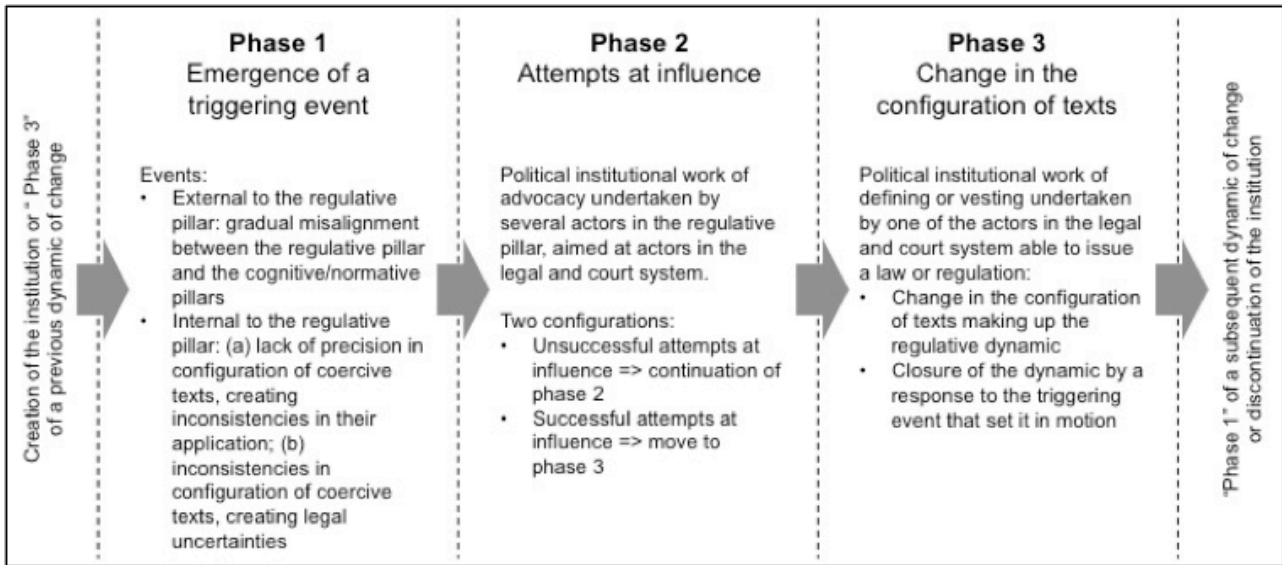 Creation of the institution or “ Phase 3”
of a previous dynamic of change
Phase 1
Emergence of a
triggering event
Events:
• External to the regulative
pillar: gradual misalignment
between the regulative pillar
and the cognitive/normative
pillars
• Internal to the regulative
pillar: (a) lack of precision in
configuration of coercive
texts, creating
inconsistencies in their
application; (b)
inconsistencies in
configuration of coercive
texts, creating legal
uncertainties
Phase 2
Attempts at influence
Political institutional work of
advocacy undertaken by
several actors in the regulative
pillar, aimed at actors in the
legal and court system.
Two configurations:
• Unsuccessful attempts at
influence => continuation of
phase 2
• Successful attempts at
influence => move to
phase 3
Phase 3
Change in the
configuration of texts
Political institutional work of
defining or vesting undertaken
by one of the actors in the legal
and court system able to issue
a law or regulation:
• Change in the configuration
of texts making up the
regulative dynamic
• Closure of the dynamic by a
response to the triggering
event that set it in motion
“Phase 1” of a subsequent dynamic of change
or discontinuation of the institution